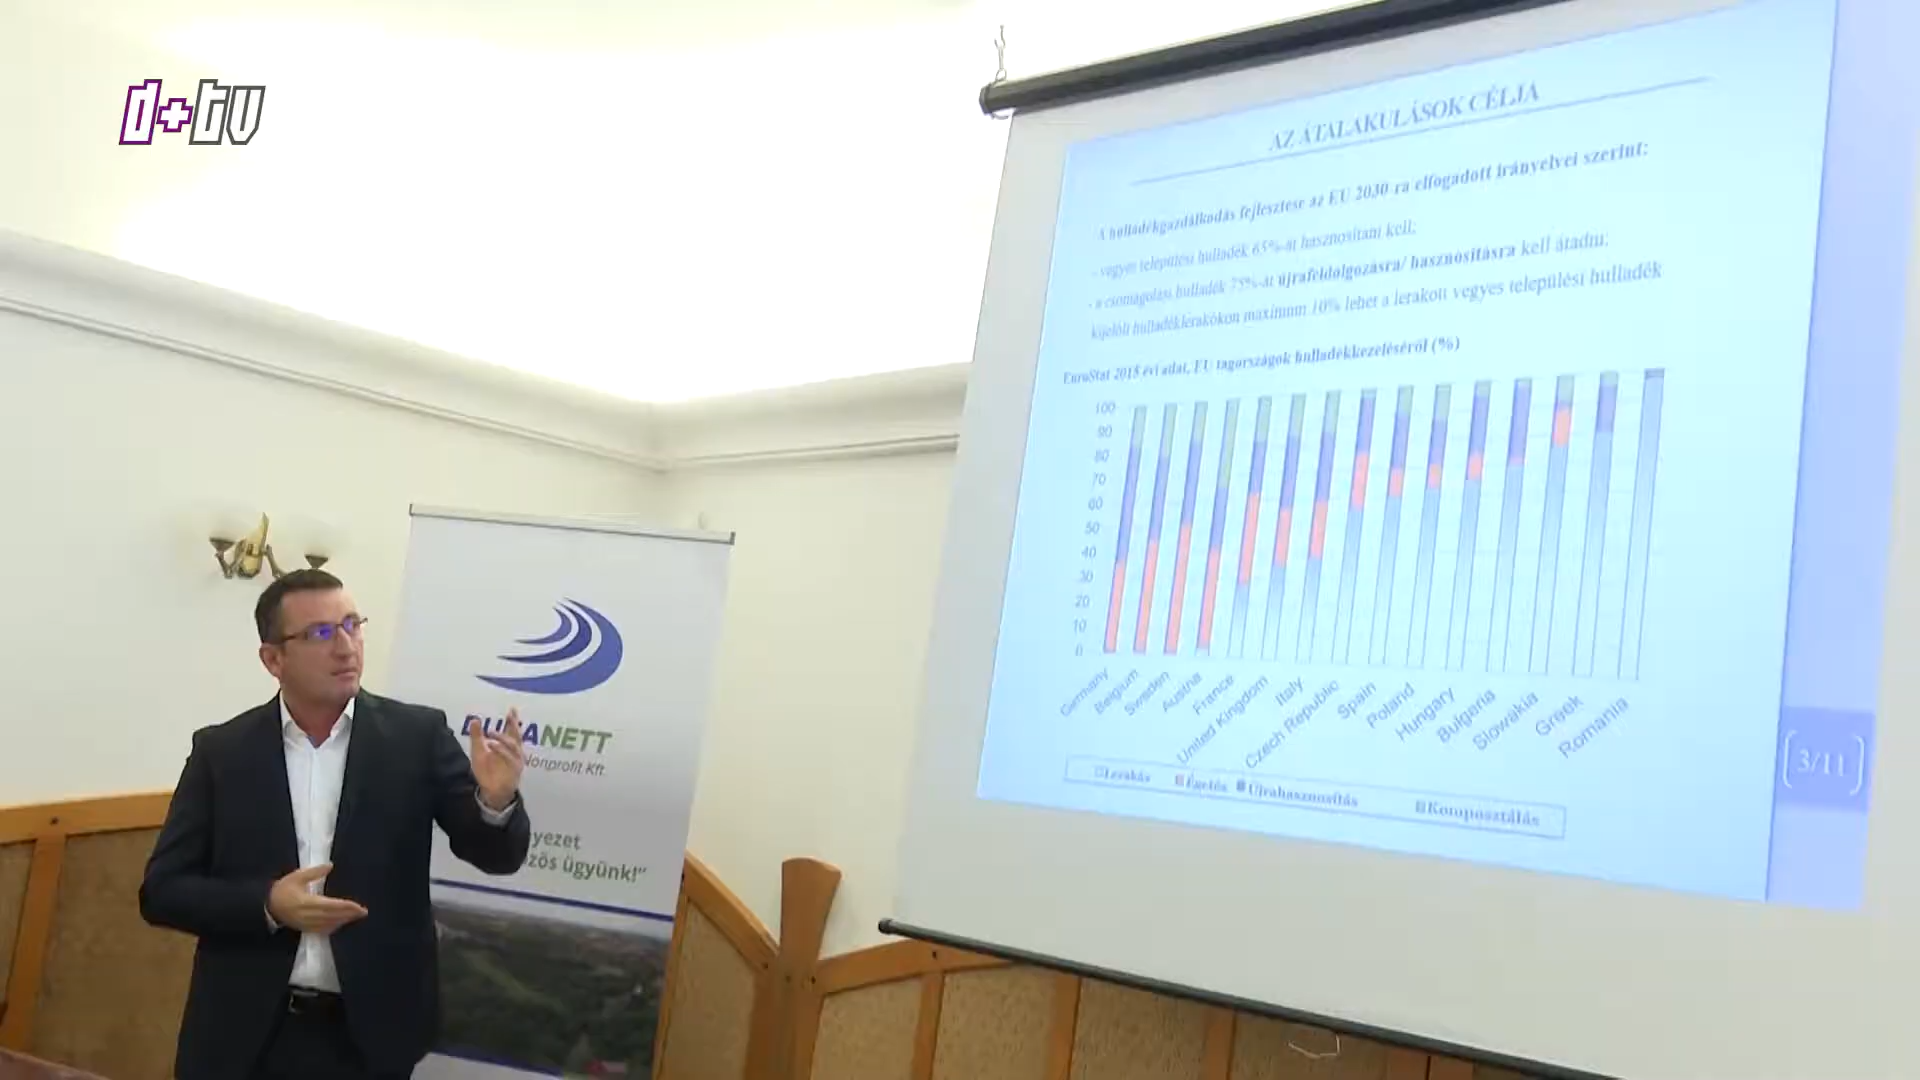 d+tv
AZ ÁTALAKULÁSOK CÉLJA
A hulladékgazdálkodás fejlesztése az EU 2030-ra elfogadott irányelvei szerint:
- vegyes települési hulladék 65%-át hasznosítani kell;
- a csomagolási hulladék 75%-át újrafeldolgozásra/ hasznosításra kell átadni;
kijelölt hulladéklerakókon maximum 10% lehet a lerakott vegyes települési hulladék
EuroStat 2018 évi adat, EU tagországok hulladékkezeléséről (%)
100
90
80
70
60
50
40
30
20
10
0
Germany
Belgium
Sweden
Austria
France
United Kingdom
Italy
Czech Republic
Spain
Poland
Hungary
Bulgaria
Slovakia
Greek
Romania
Lerakás Égetés Újrahasznosítás Komposztálás
3/11
NETT
Nonprofit Kft.
ügyünk!”